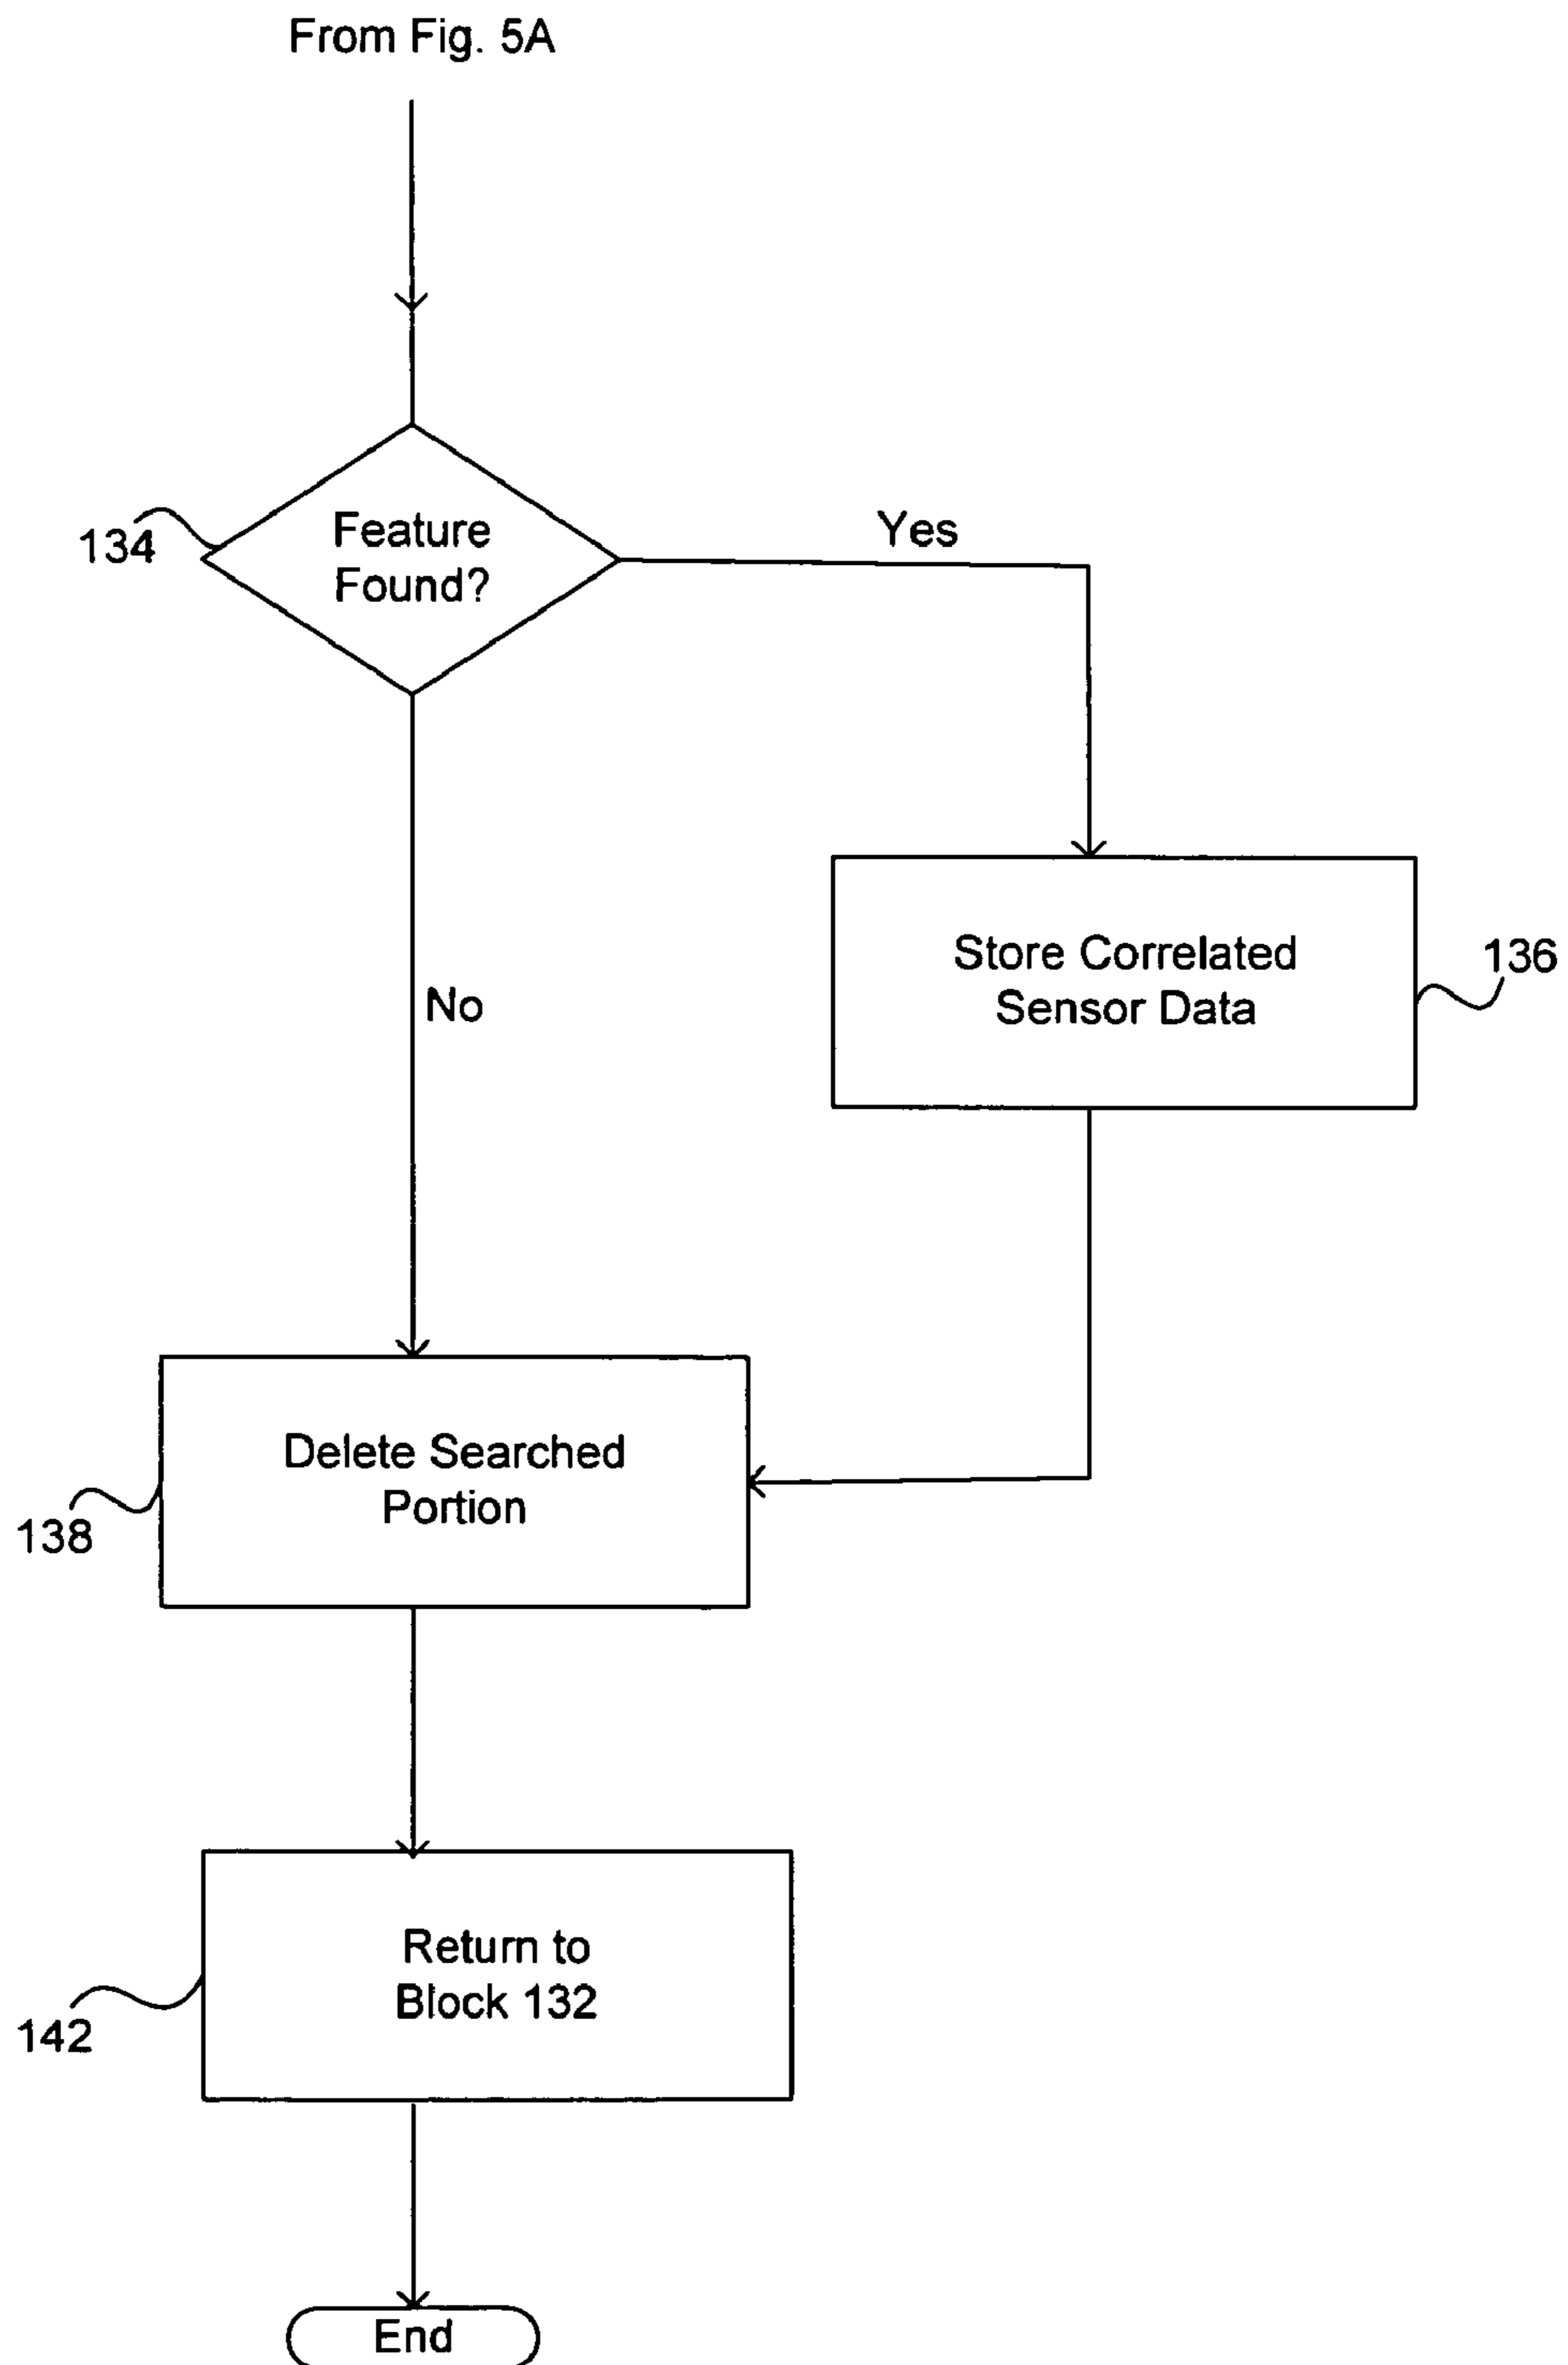 From Fig. 5A
134
Feature
Found?
Yes
No
Store Correlated
Sensor Data
136
Delete Searched
Portion
138
Return to
Block 132
142
End